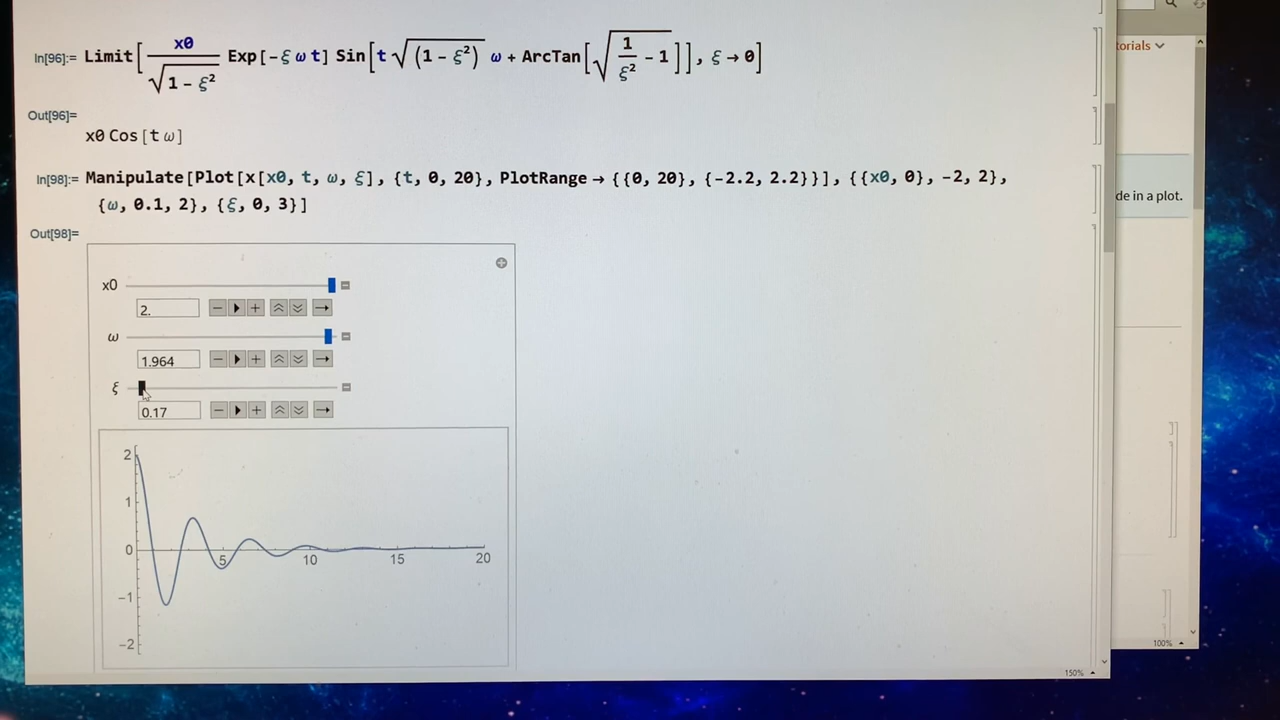 In[96]:= Limit[x0/√(1 - ξ²) Exp[-ξ ω t] Sin[t √((1 - ξ²)) ω + ArcTan[√(1/ξ² - 1)]], ξ → 0]
Out[96]=
x0 Cos[t ω]
In[98]:= Manipulate[Plot[x[x0, t, ω, ξ], {t, 0, 20}, PlotRange → {{0, 20}, {-2.2, 2.2}}], {{x0, 0}, -2, 2},
{ω, 0.1, 2}, {ξ, 0, 3}]
Out[98]=
x0
2.
ω
1.964
ξ
0.17
2
1
0
5 10 15 20
-1
-2
150%
torials
de in a plot.
100%